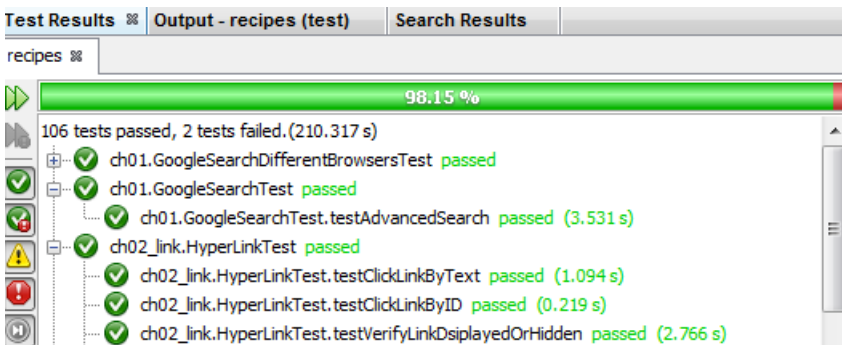 Test Results Output - recipes (test) Search Results
recipes
98.15 %
106 tests passed, 2 tests failed.(210.317 s)
ch01.GoogleSearchDifferentBrowsersTest passed
ch01.GoogleSearchTest passed
ch01.GoogleSearchTest.testAdvancedSearch passed (3.531 s)
ch02_link.HyperLinkTest passed
ch02_link.HyperLinkTest.testClickLinkByText passed (1.094 s)
ch02_link.HyperLinkTest.testClickLinkByID passed (0.219 s)
ch02_link.HyperLinkTest.testVerifyLinkDsiplayedOrHidden passed (2.766 s)